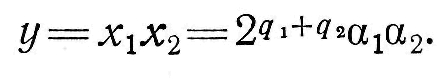 y = x₁x₂ = 2^{q₁+q₂}α₁α₂.